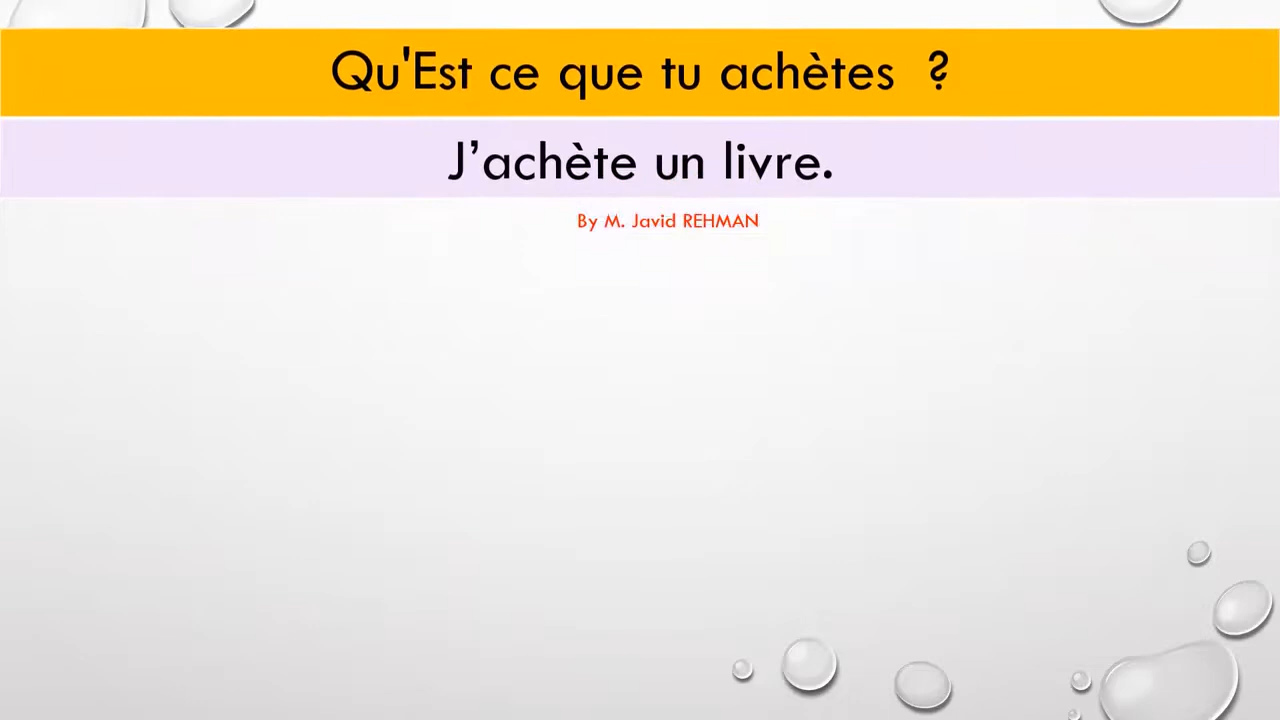 Qu'Est ce que tu achètes  ?
J’achète un livre.
By M. Javid REHMAN